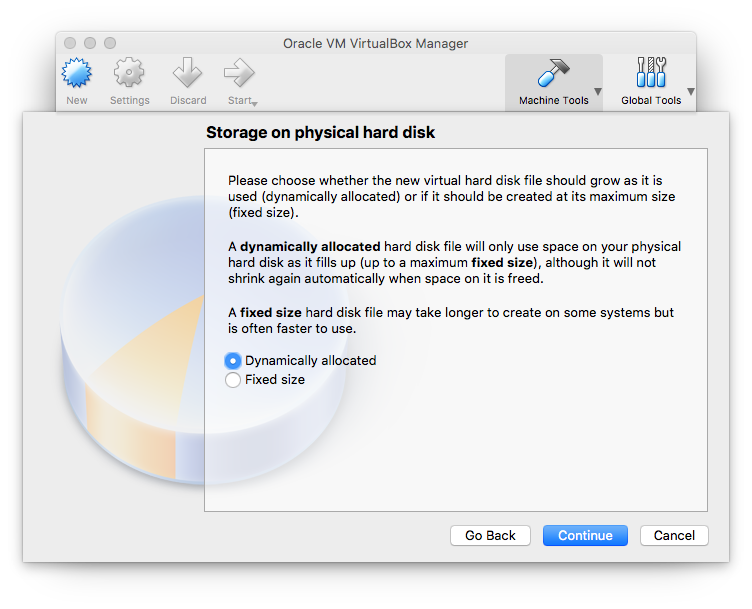 Oracle VM VirtualBox Manager
New
Settings
Discard
Start
Machine Tools
Global Tools
Storage on physical hard disk
Please choose whether the new virtual hard disk file should grow as it is
used (dynamically allocated) or if it should be created at its maximum size
(fixed size).
A dynamically allocated hard disk file will only use space on your physical
hard disk as it fills up (up to a maximum fixed size), although it will not
shrink again automatically when space on it is freed.
A fixed size hard disk file may take longer to create on some systems but
is often faster to use.
Dynamically allocated
Fixed size
Go Back
Continue
Cancel